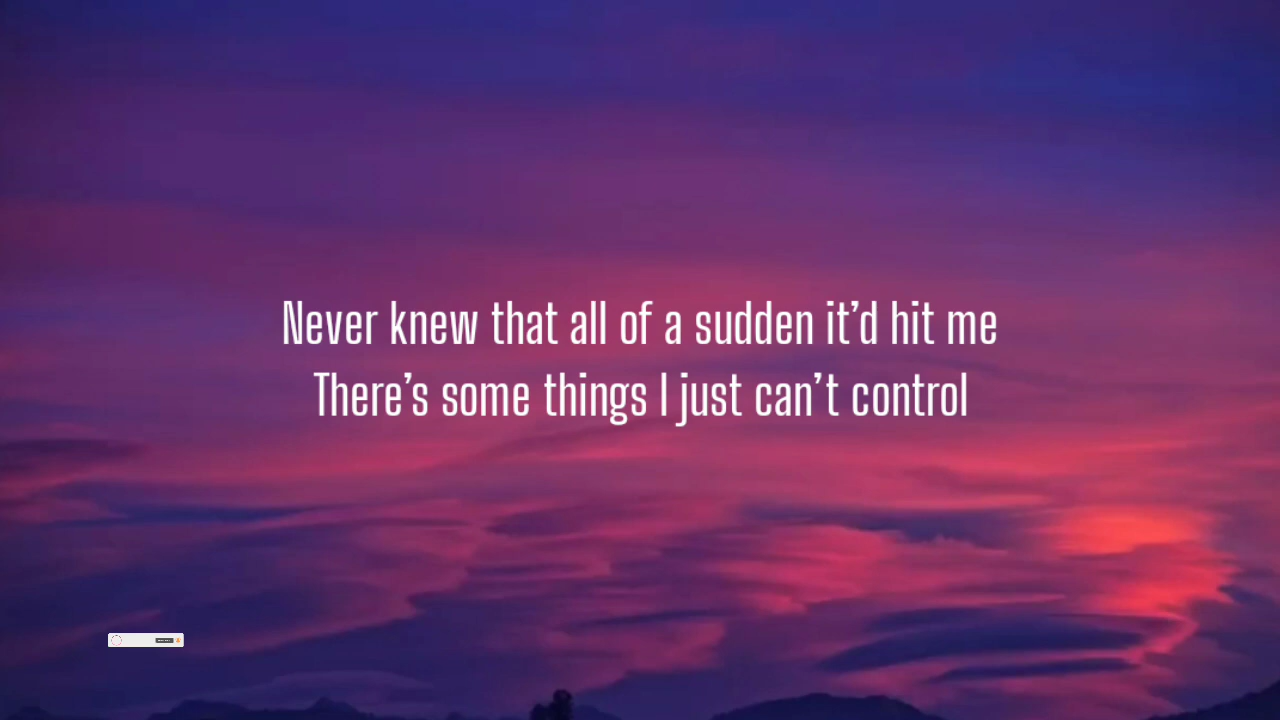 Never knew that all of a sudden it’d hit me
There’s some things I just can’t control